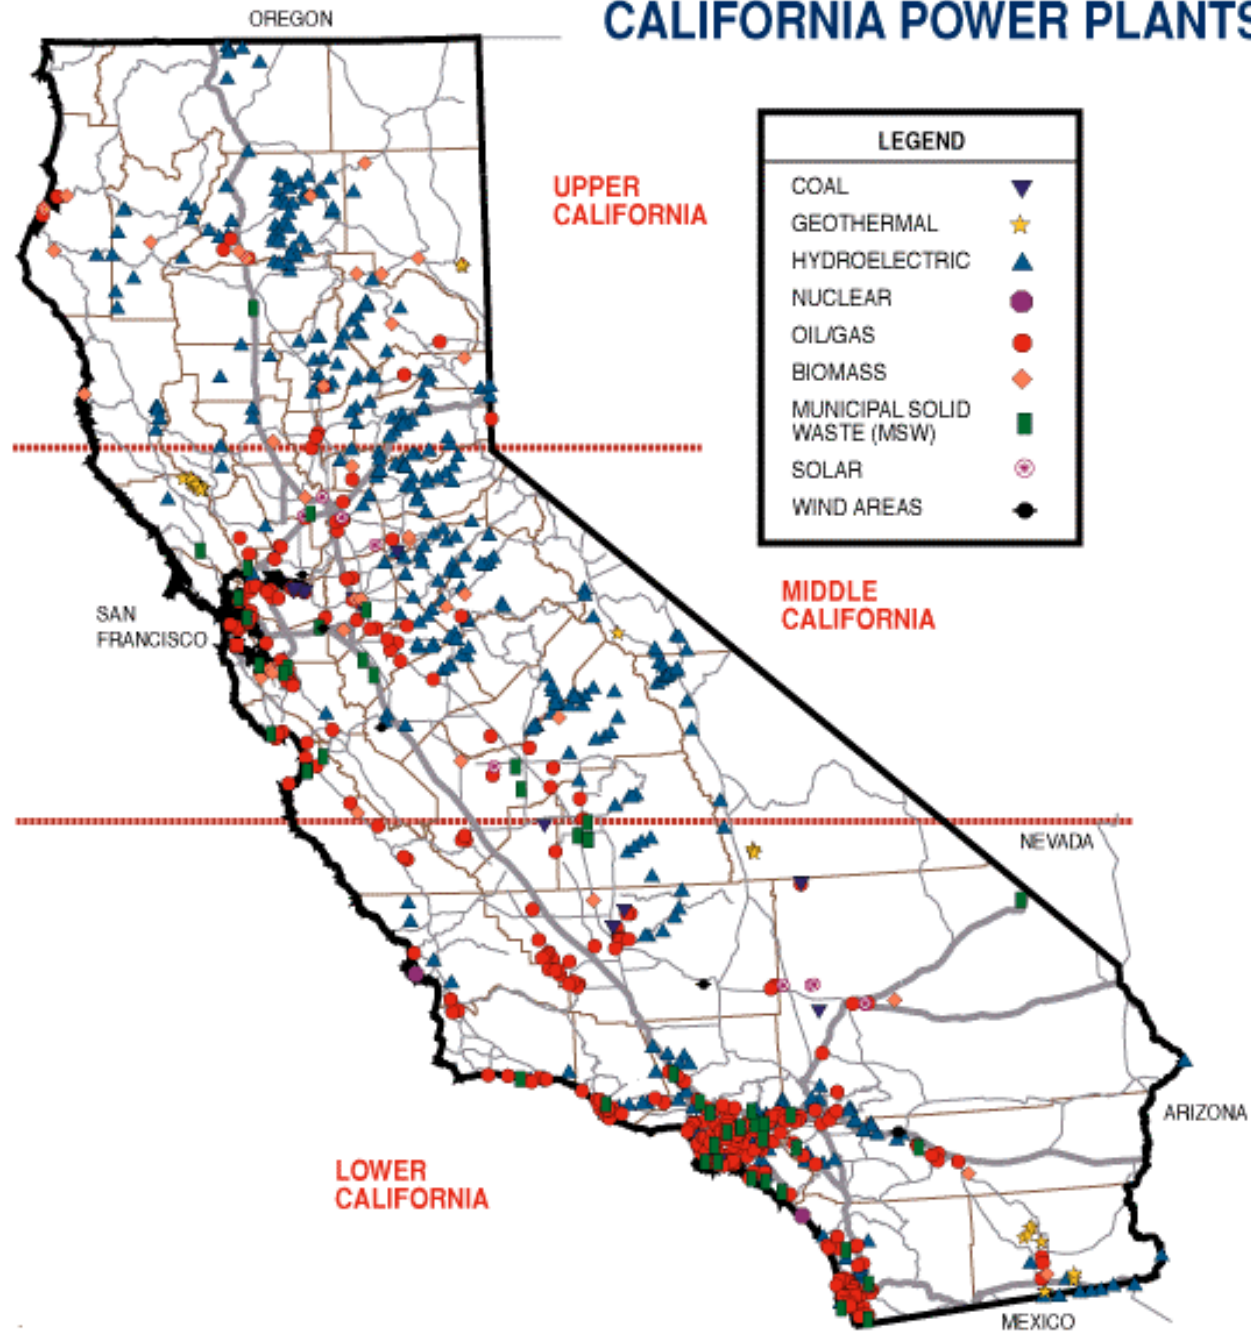 OREGON
CALIFORNIA POWER PLANTS
LEGEND
COAL
GEOTHERMAL
HYDROELECTRIC
NUCLEAR
OIL/GAS
BIOMASS
MUNICIPAL SOLID
WASTE (MSW)
SOLAR
WIND AREAS
UPPER
CALIFORNIA
MIDDLE
CALIFORNIA
SAN
FRANCISCO
NEVADA
ARIZONA
LOWER
CALIFORNIA
MEXICO